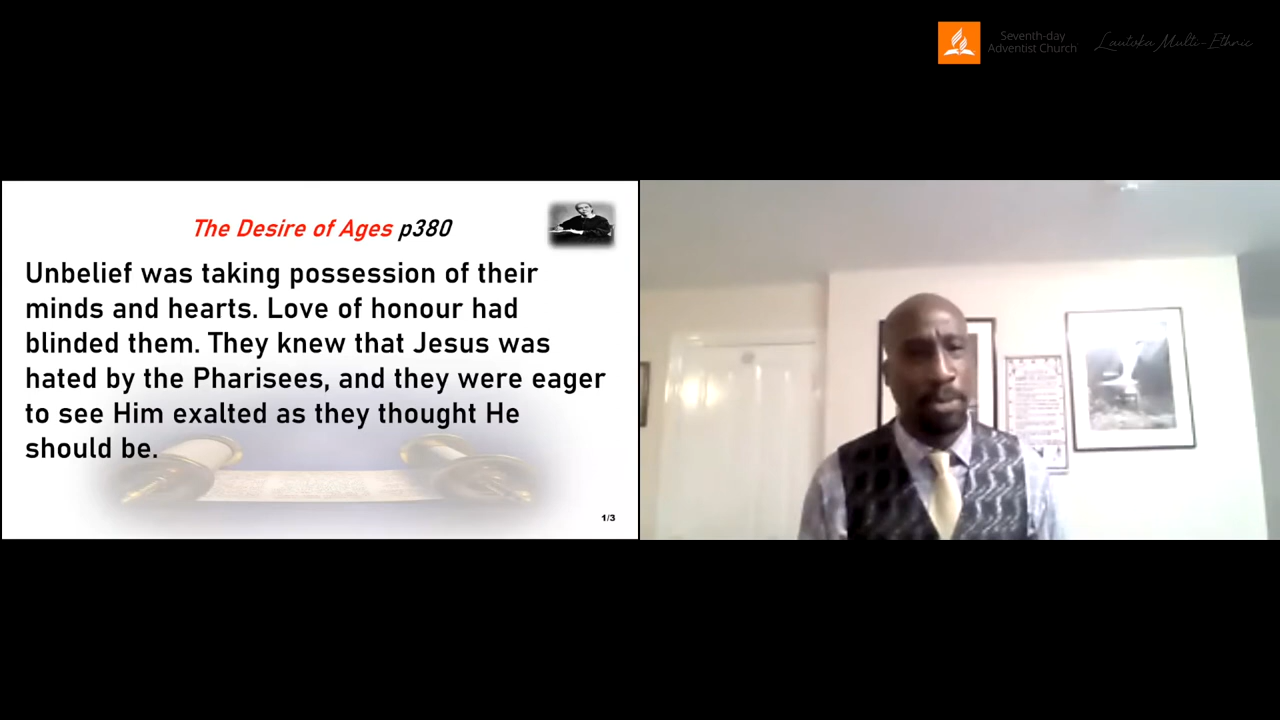 Seventh-day
Adventist Church
Lautoka Multi-Ethnic
The Desire of Ages p380
Unbelief was taking possession of their
minds and hearts. Love of honour had
blinded them. They knew that Jesus was
hated by the Pharisees, and they were eager
to see Him exalted as they thought He
should be.
1/3